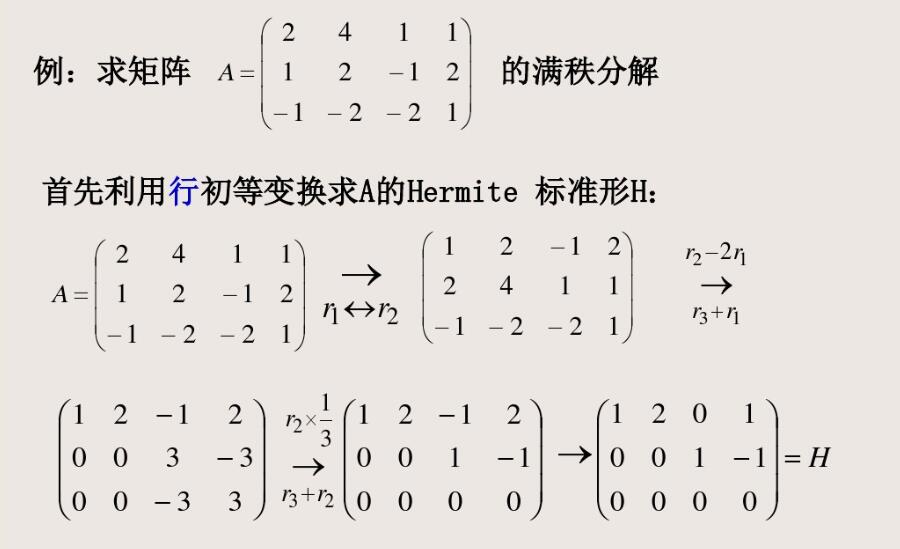 例：求矩阵 A = \begin{pmatrix} 2 & 4 & 1 & 1 \\ 1 & 2 & -1 & 2 \\ -1 & -2 & -2 & 1 \end{pmatrix} 的满秩分解
首先利用行初等变换求A的Hermite 标准形H：
A = \begin{pmatrix} 2 & 4 & 1 & 1 \\ 1 & 2 & -1 & 2 \\ -1 & -2 & -2 & 1 \end{pmatrix} \xrightarrow[r_1 \leftrightarrow r_2]{} \begin{pmatrix} 1 & 2 & -1 & 2 \\ 2 & 4 & 1 & 1 \\ -1 & -2 & -2 & 1 \end{pmatrix} \xrightarrow[r_3+r_1]{r_2-2r_1}
\begin{pmatrix} 1 & 2 & -1 & 2 \\ 0 & 0 & 3 & -3 \\ 0 & 0 & -3 & 3 \end{pmatrix} \xrightarrow[r_3+r_2]{r_2 \times \frac{1}{3}} \begin{pmatrix} 1 & 2 & -1 & 2 \\ 0 & 0 & 1 & -1 \\ 0 & 0 & 0 & 0 \end{pmatrix} \rightarrow \begin{pmatrix} 1 & 2 & 0 & 1 \\ 0 & 0 & 1 & -1 \\ 0 & 0 & 0 & 0 \end{pmatrix} = H